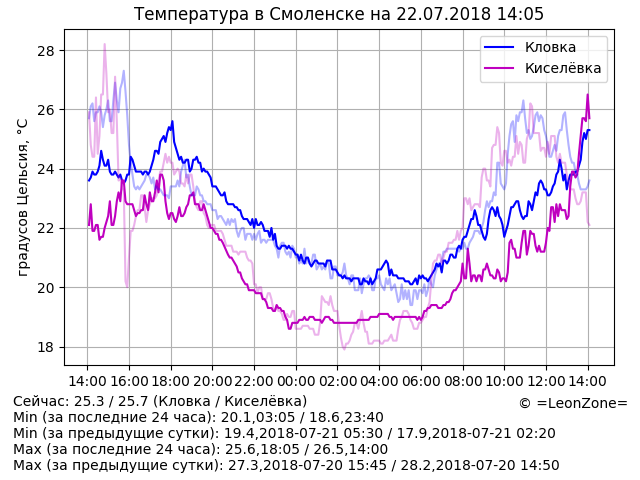 Температура в Смоленске на 22.07.2018 14:05
Кловка
Киселёвка
градусов Цельсия, °C
28
26
24
22
20
18
14:00 16:00 18:00 20:00 22:00 00:00 02:00 04:00 06:00 08:00 10:00 12:00 14:00
Сейчас: 25.3 / 25.7 (Кловка / Киселёвка)
© =LeonZone=
Min (за последние 24 часа): 20.1,03:05 / 18.6,23:40
Min (за предыдущие сутки): 19.4,2018-07-21 05:30 / 17.9,2018-07-21 02:20
Max (за последние 24 часа): 25.6,18:05 / 26.5,14:00
Max (за предыдущие сутки): 27.3,2018-07-20 15:45 / 28.2,2018-07-20 14:50